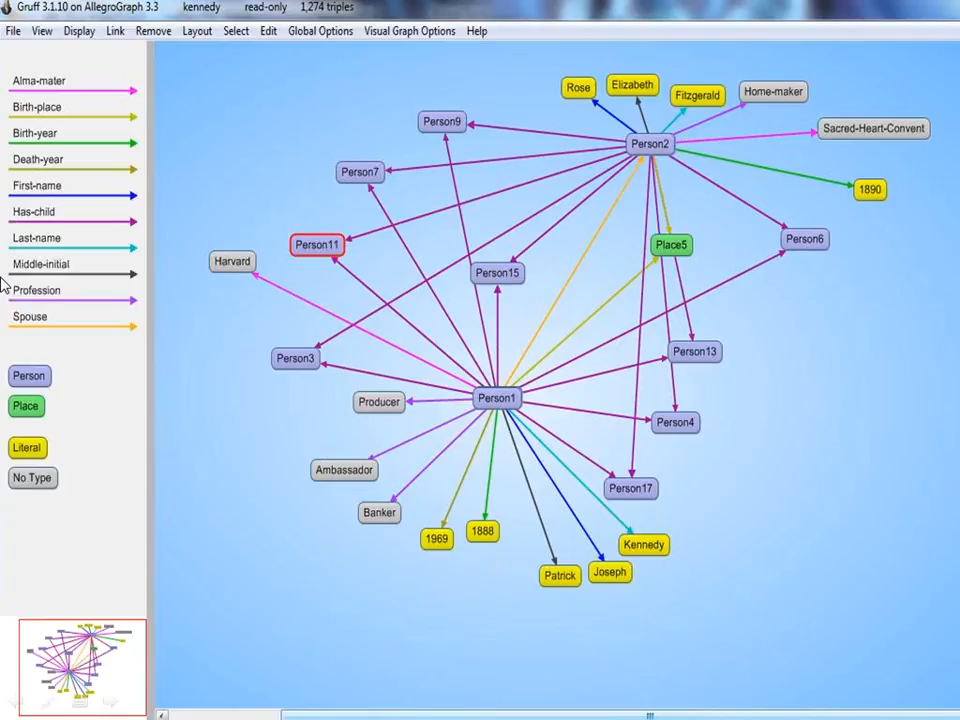 Gruff 3.1.10 on AllegroGraph 3.3 kennedy read-only 1,274 triples
File View Display Link Remove Layout Select Edit Global Options Visual Graph Options Help
Alma-mater
Birth-place
Birth-year
Death-year
First-name
Has-child
Last-name
Middle-initial
Profession
Spouse
Person
Place
Literal
No Type
Rose
Elizabeth
Fitzgerald
Home-maker
Sacred-Heart-Convent
Person9
Person2
Person7
1890
Person11
Place5
Person6
Harvard
Person15
Person3
Person13
Producer
Person1
Person4
Ambassador
Person17
Banker
1969
1888
Kennedy
Patrick
Joseph